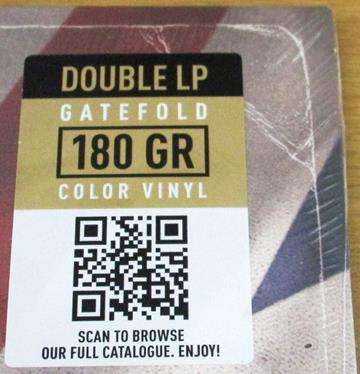 DOUBLE LP
GATEFOLD
180 GR
COLOR VINYL
SCAN TO BROWSE
OUR FULL CATALOGUE. ENJOY!